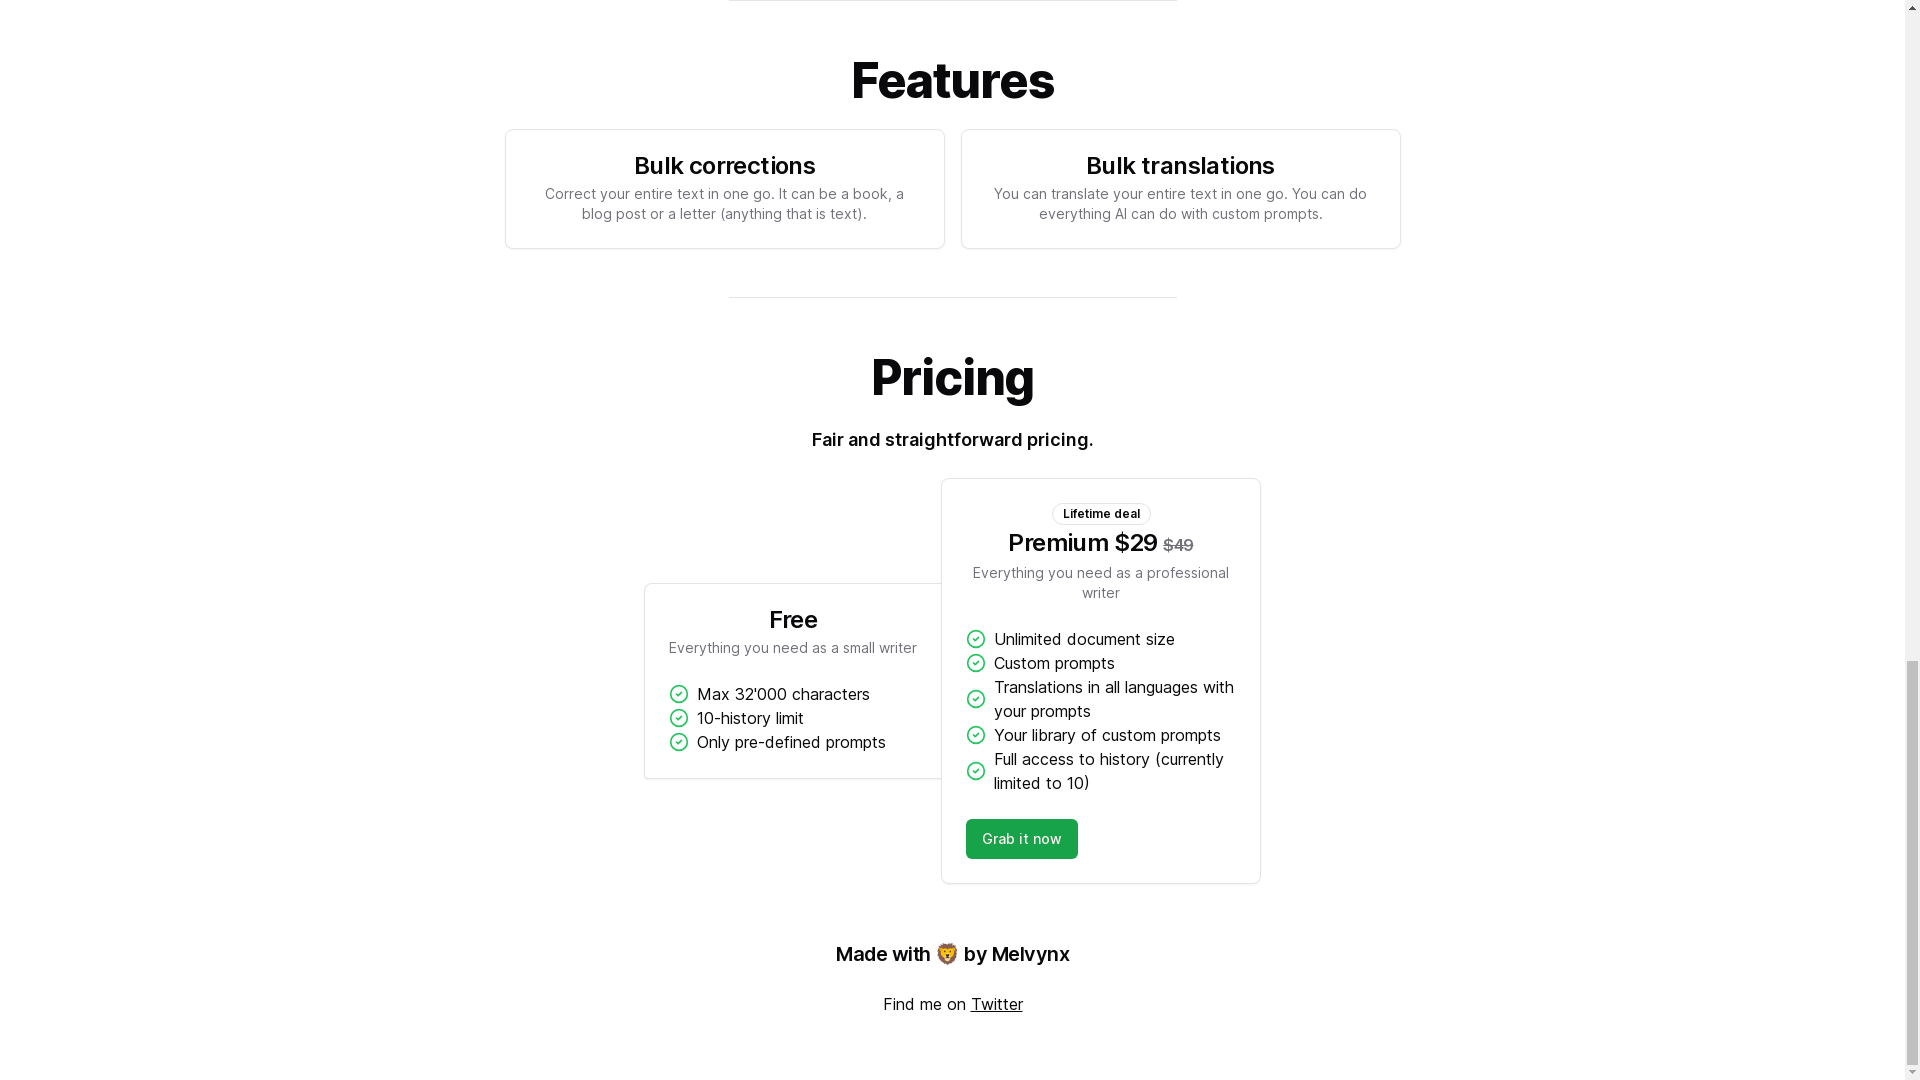 Features
Bulk corrections
Correct your entire text in one go. It can be a book, a
blog post or a letter (anything that is text).
Bulk translations
You can translate your entire text in one go. You can do
everything AI can do with custom prompts.
Pricing
Fair and straightforward pricing.
Free
Everything you need as a small writer
Max 32'000 characters
10-history limit
Only pre-defined prompts
Lifetime deal
Premium $29 $49
Everything you need as a professional
writer
Unlimited document size
Custom prompts
Translations in all languages with
your prompts
Your library of custom prompts
Full access to history (currently
limited to 10)
Grab it now
Made with 🦁 by Melvynx
Find me on Twitter